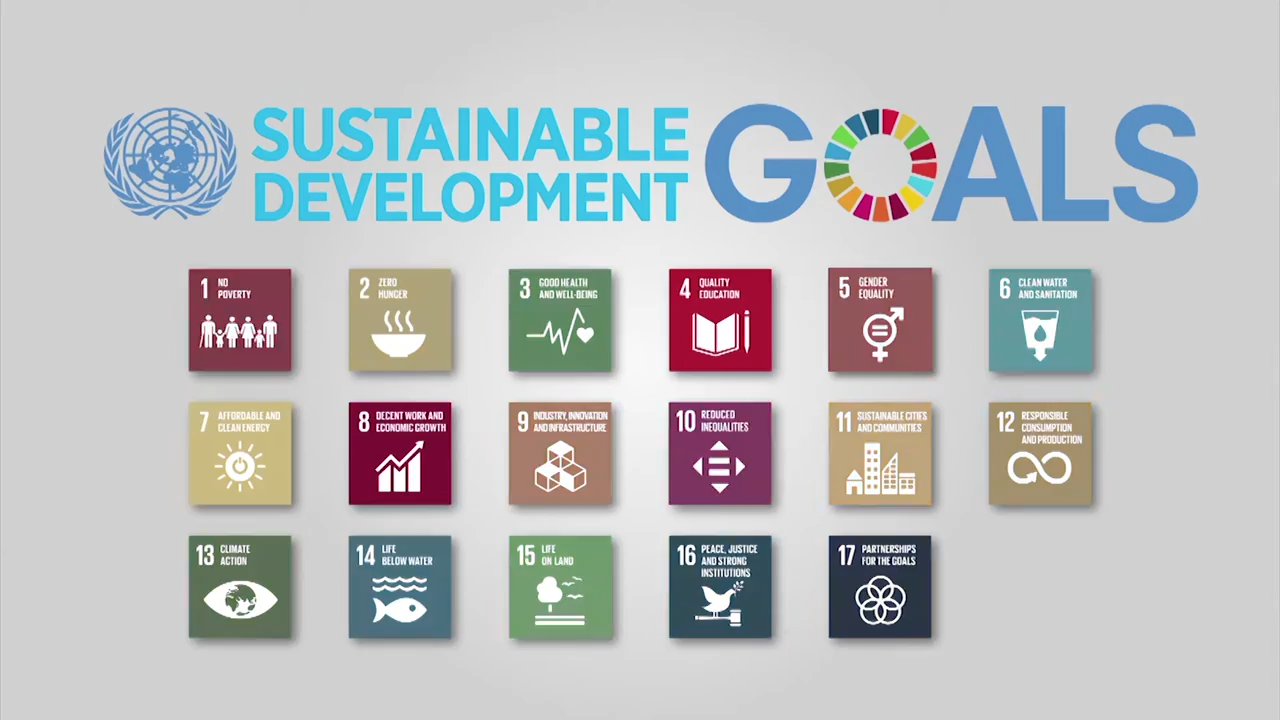 SUSTAINABLE
DEVELOPMENT
GOALS
1 NO
POVERTY
2 ZERO
HUNGER
3 GOOD HEALTH
AND WELL-BEING
4 QUALITY
EDUCATION
5 GENDER
EQUALITY
6 CLEAN WATER
AND SANITATION
7 AFFORDABLE AND
CLEAN ENERGY
8 DECENT WORK AND
ECONOMIC GROWTH
9 INDUSTRY, INNOVATION
AND INFRASTRUCTURE
10 REDUCED
INEQUALITIES
11 SUSTAINABLE CITIES
AND COMMUNITIES
12 RESPONSIBLE
CONSUMPTION
AND PRODUCTION
13 CLIMATE
ACTION
14 LIFE
BELOW WATER
15 LIFE
ON LAND
16 PEACE, JUSTICE
AND STRONG
INSTITUTIONS
17 PARTNERSHIPS
FOR THE GOALS